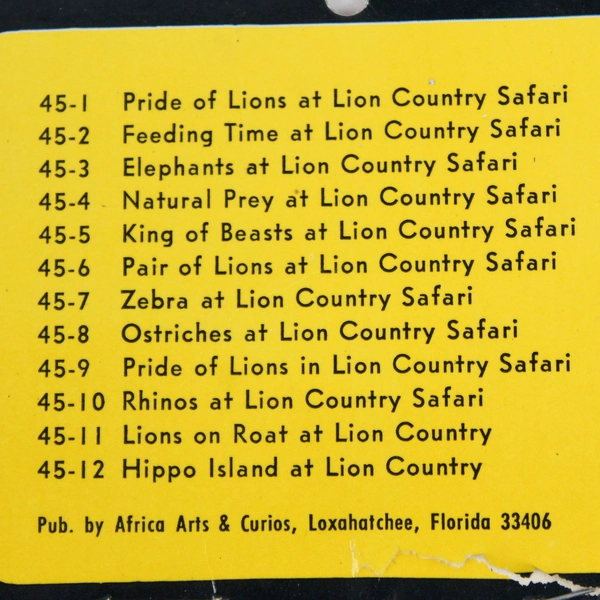 45-1 Pride of Lions at Lion Country Safari
45-2 Feeding Time at Lion Country Safari
45-3 Elephants at Lion Country Safari
45-4 Natural Prey at Lion Country Safari
45-5 King of Beasts at Lion Country Safari
45-6 Pair of Lions at Lion Country Safari
45-7 Zebra at Lion Country Safari
45-8 Ostriches at Lion Country Safari
45-9 Pride of Lions in Lion Country Safari
45-10 Rhinos at Lion Country Safari
45-11 Lions on Roat at Lion Country
45-12 Hippo Island at Lion Country
Pub. by Africa Arts & Curios, Loxahatchee, Florida 33406